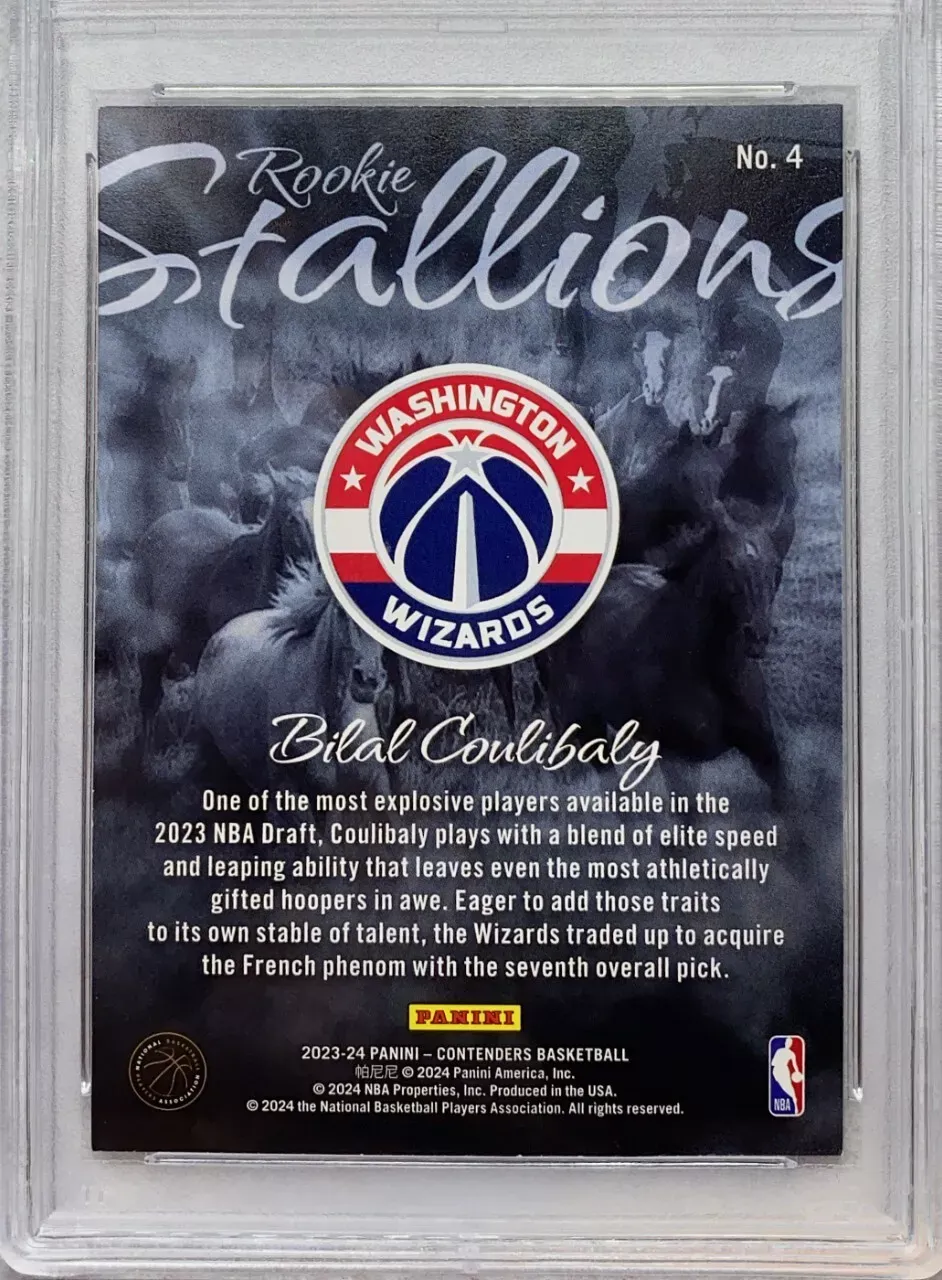 No. 4
Rookie
Stallions
WASHINGTON
WIZARDS
Bilal Coulibaly
One of the most explosive players available in the
2023 NBA Draft, Coulibaly plays with a blend of elite speed
and leaping ability that leaves even the most athletically
gifted hoopers in awe. Eager to add those traits
to its own stable of talent, the Wizards traded up to acquire
the French phenom with the seventh overall pick.
PANINI
2023-24 PANINI – CONTENDERS BASKETBALL
帕尼尼 © 2024 Panini America, Inc.
© 2024 NBA Properties, Inc. Produced in the USA.
© 2024 the National Basketball Players Association. All rights reserved.
NATIONAL BASKETBALL
PLAYERS ASSOCIATION
NBA